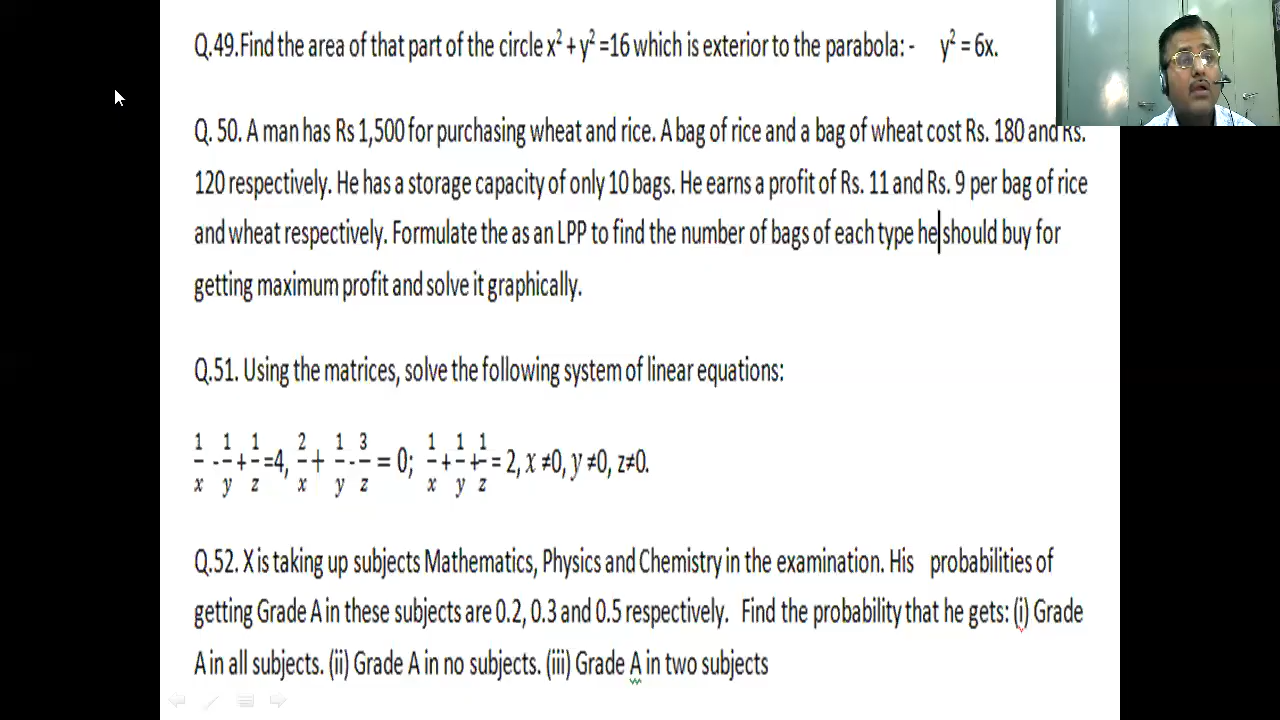 Q.49.Find the area of that part of the circle x² + y² =16 which is exterior to the parabola: -    y² = 6x.
Q. 50. A man has Rs 1,500 for purchasing wheat and rice. A bag of rice and a bag of wheat cost Rs. 180 and Rs.
120 respectively. He has a storage capacity of only 10 bags. He earns a profit of Rs. 11 and Rs. 9 per bag of rice
and wheat respectively. Formulate the as an LPP to find the number of bags of each type he should buy for
getting maximum profit and solve it graphically.
Q.51. Using the matrices, solve the following system of linear equations:
1/x - 1/y + 1/z =4, 2/x + 1/y - 3/z = 0; 1/x + 1/y + 1/z = 2, x ≠0, y ≠0, z≠0.
Q.52. X is taking up subjects Mathematics, Physics and Chemistry in the examination. His   probabilities of
getting Grade A in these subjects are 0.2, 0.3 and 0.5 respectively.  Find the probability that he gets: (i) Grade
A in all subjects. (ii) Grade A in no subjects. (iii) Grade A in two subjects